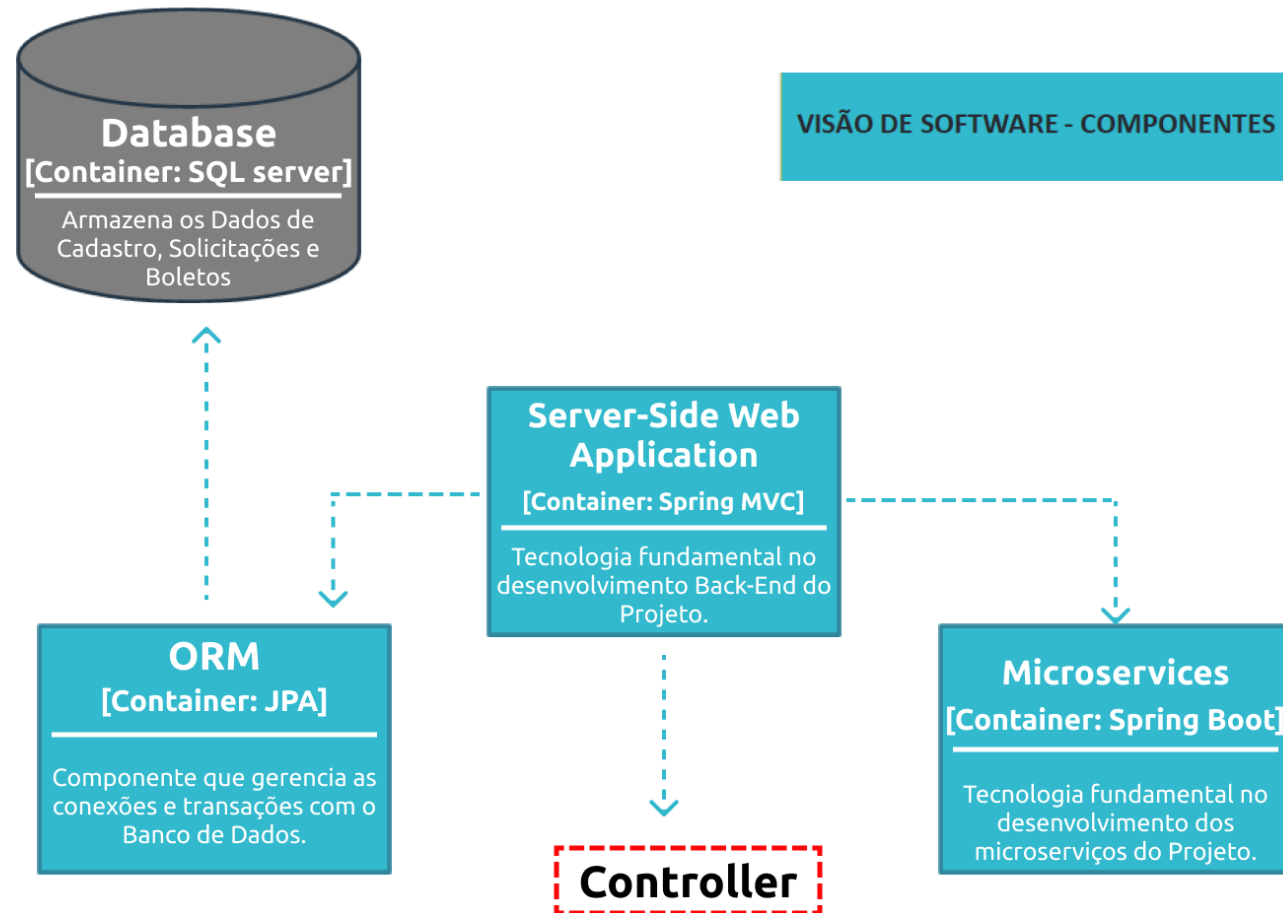 Database
[Container: SQL server]
Armazena os Dados de
Cadastro, Solicitações e
Boletos
VISÃO DE SOFTWARE - COMPONENTES
Server-Side Web
Application
[Container: Spring MVC]
Tecnologia fundamental no
desenvolvimento Back-End do
Projeto.
ORM
[Container: JPA]
Componente que gerencia as
conexões e transações com o
Banco de Dados.
Microservices
[Container: Spring Boot]
Tecnologia fundamental no
desenvolvimento dos
microserviços do Projeto.
Controller